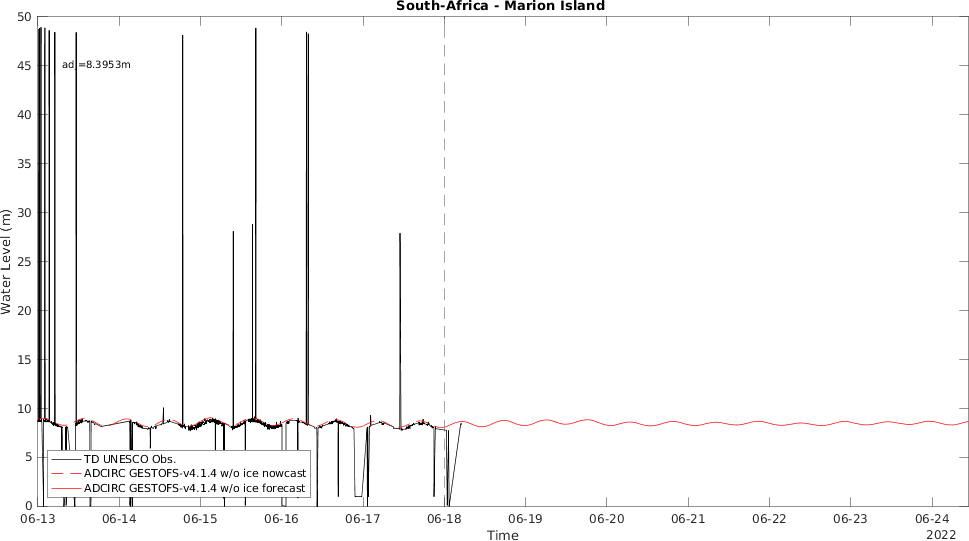 South-Africa - Marion Island
50
45
40
35
30
25
20
15
10
5
0
Water Level (m)
adj=8.3953m
TD UNESCO Obs.
ADCIRC GESTOFS-v4.1.4 w/o ice nowcast
ADCIRC GESTOFS-v4.1.4 w/o ice forecast
06-13 06-14 06-15 06-16 06-17 06-18 06-19 06-20 06-21 06-22 06-23 06-24
Time
2022